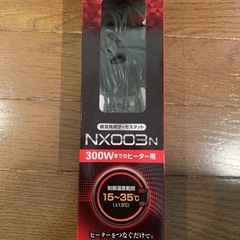 観賞魚用サーモスタット
NX003N
300Wまでのヒーター用
制御温度範囲
15〜35℃
(±1.5℃)
ヒーターをつなぐだけで。